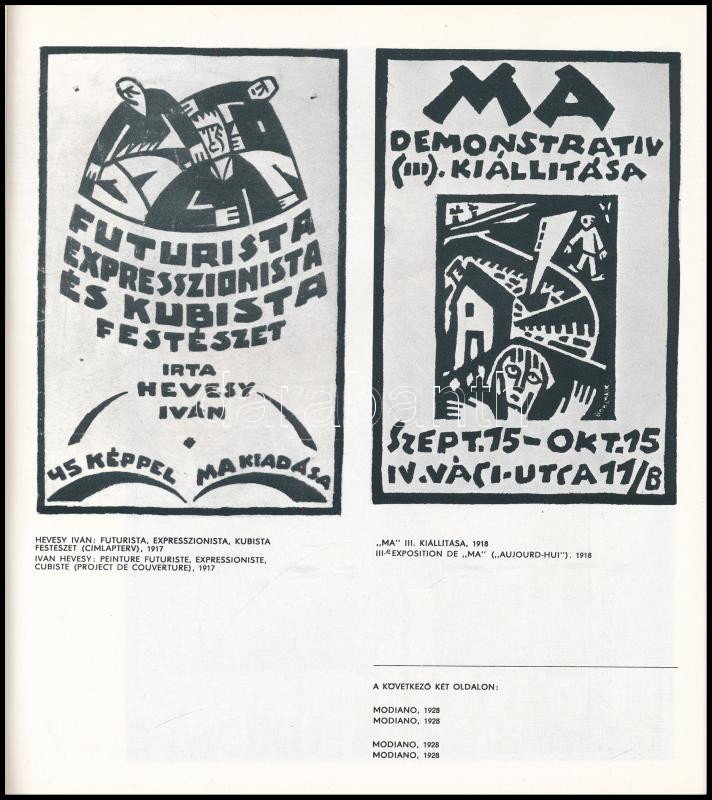 FUTURISTA
EXPRESSZIONISTA
ÉS KUBISTA
FESTÉSZET
IRTA
HEVESY
IVÁN
45 KÉPPEL MA KIADÁSA
MA
DEMONSTRATIV
(III). KIÁLLITÁSA
SZEPT.15–OKT.15
IV. VÁCI-UTCA 11/B
darabanth
HEVESY IVÁN: FUTURISTA, EXPRESSZIONISTA, KUBISTA
FESTÉSZET (CÍMLAPTERV), 1917
IVAN HEVESY: PEINTURE FUTURISTE, EXPRESSIONISTE,
CUBISTE (PROJECT DE COUVERTURE), 1917
„MA" III. KIÁLLÍTÁSA, 1918
III-E EXPOSITION DE „MA" („AUJOURD-HUI"). 1918
A KÖVETKEZŐ KÉT OLDALON:
MODIANO, 1928
MODIANO, 1928
MODIANO, 1928
MODIANO, 1928